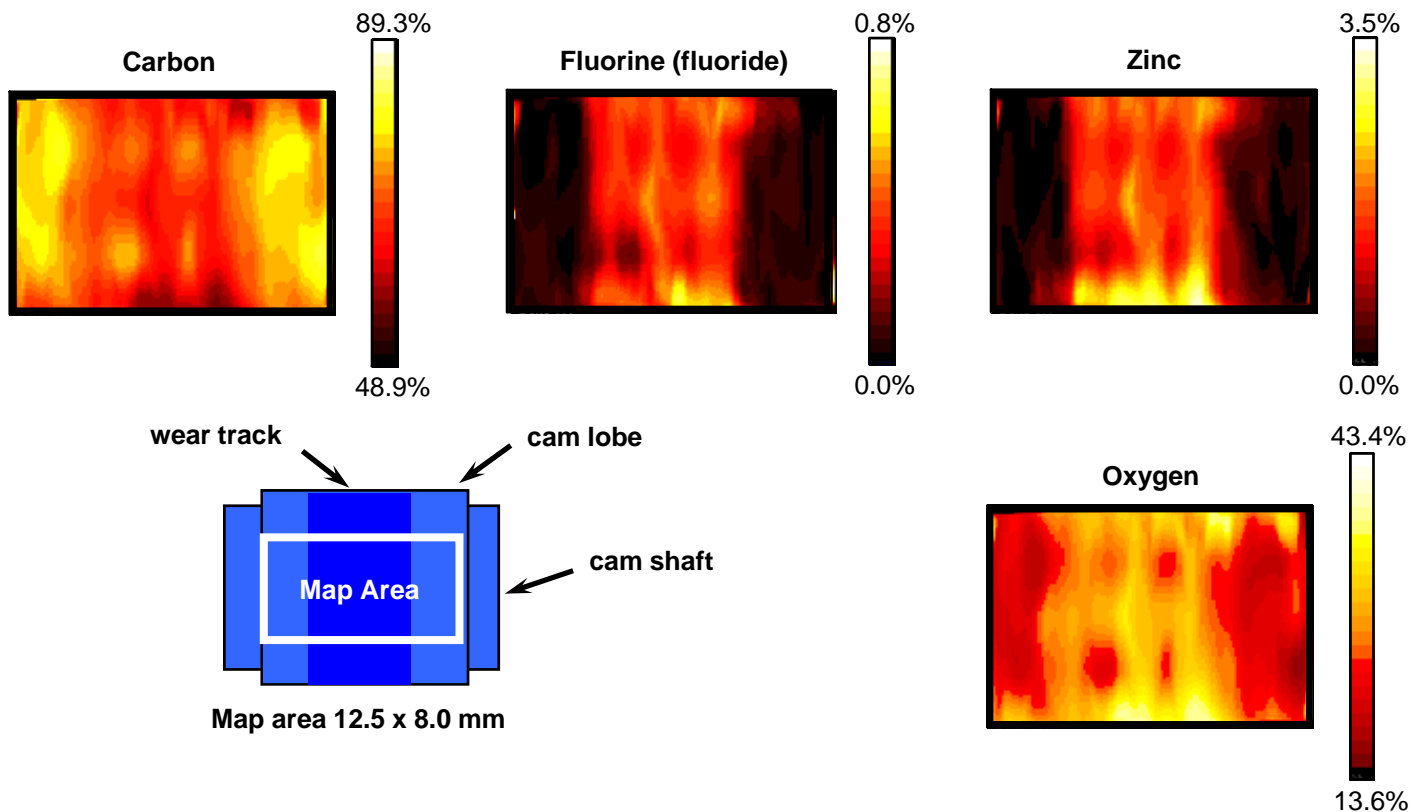 89.3%
0.8%
3.5%
Carbon
Fluorine (fluoride)
Zinc
48.9%
0.0%
0.0%
wear track
cam lobe
43.4%
Oxygen
cam shaft
Map Area
Map area 12.5 x 8.0 mm
13.6%